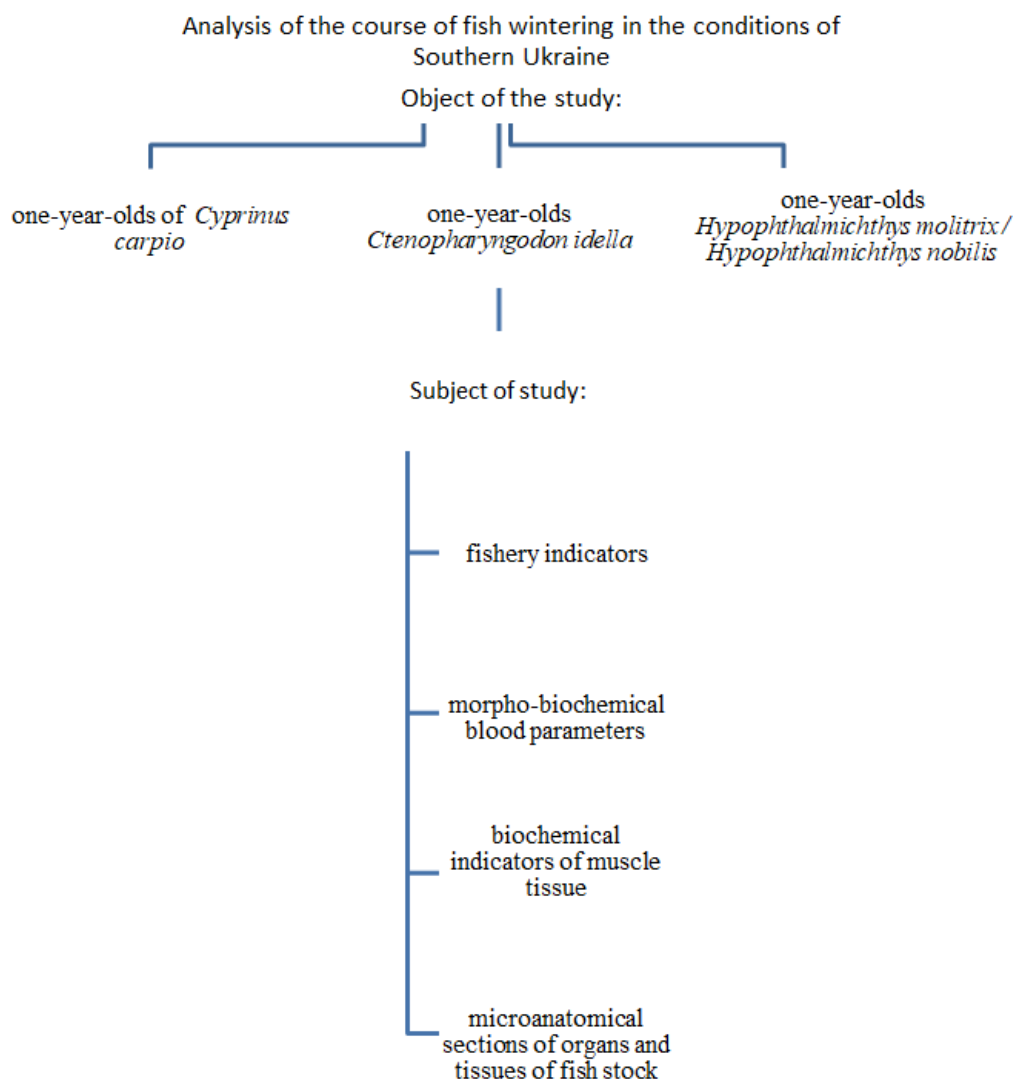 Analysis of the course of fish wintering in the conditions of
Southern Ukraine
Object of the study:
one-year-olds of Cyprinus
carpio
one-year-olds
Ctenopharyngodon idella
one-year-olds
Hypophthalmichthys molitrix /
Hypophthalmichthys nobilis
Subject of study:
fishery indicators
morpho-biochemical
blood parameters
biochemical
indicators of muscle
tissue
microanatomical
sections of organs and
tissues of fish stock